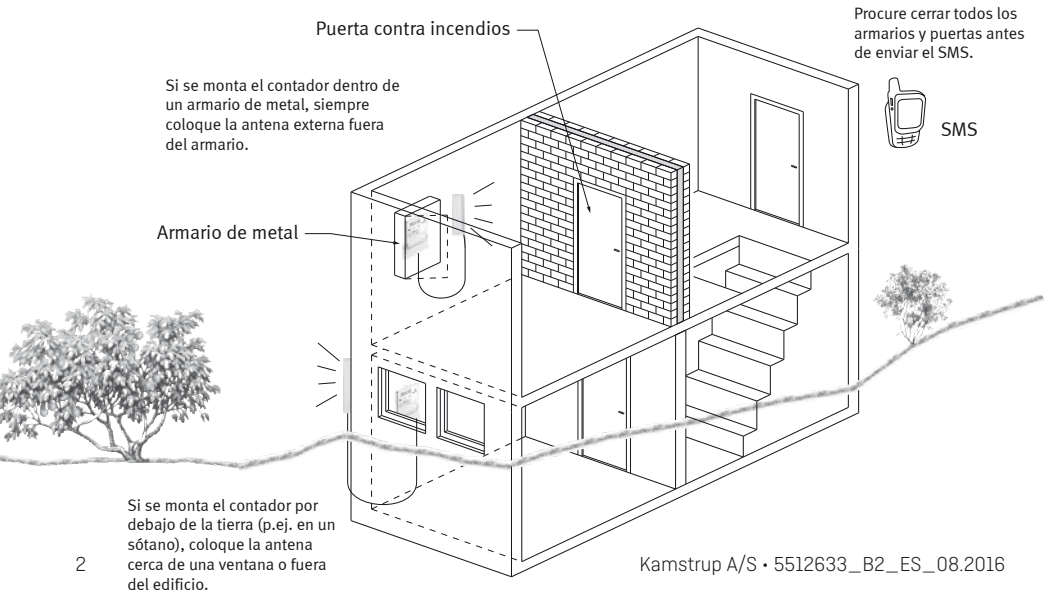 Puerta contra incendios
Procure cerrar todos los
armarios y puertas antes
de enviar el SMS.
SMS
Si se monta el contador dentro de
un armario de metal, siempre
coloque la antena externa fuera
del armario.
Armario de metal
Si se monta el contador por
debajo de la tierra (p.ej. en un
sótano), coloque la antena
cerca de una ventana o fuera
del edificio.
2
Kamstrup A/S • 5512633_B2_ES_08.2016